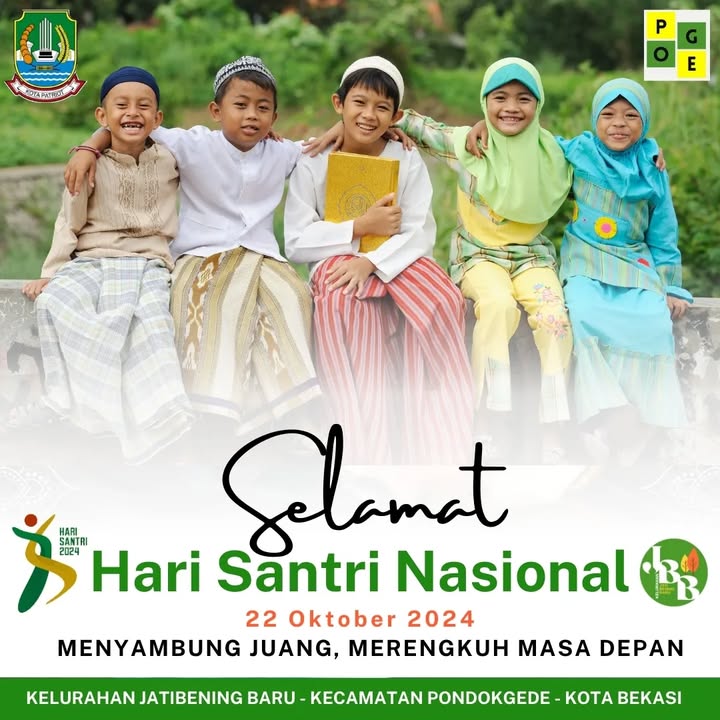 KOTA PATRIOT
P G
O E
Selamat
HARI
SANTRI
2024
Hari Santri Nasional
JBB
22 Oktober 2024
MENYAMBUNG JUANG, MERENGKUH MASA DEPAN
KELURAHAN JATIBENING BARU - KECAMATAN PONDOKGEDE - KOTA BEKASI